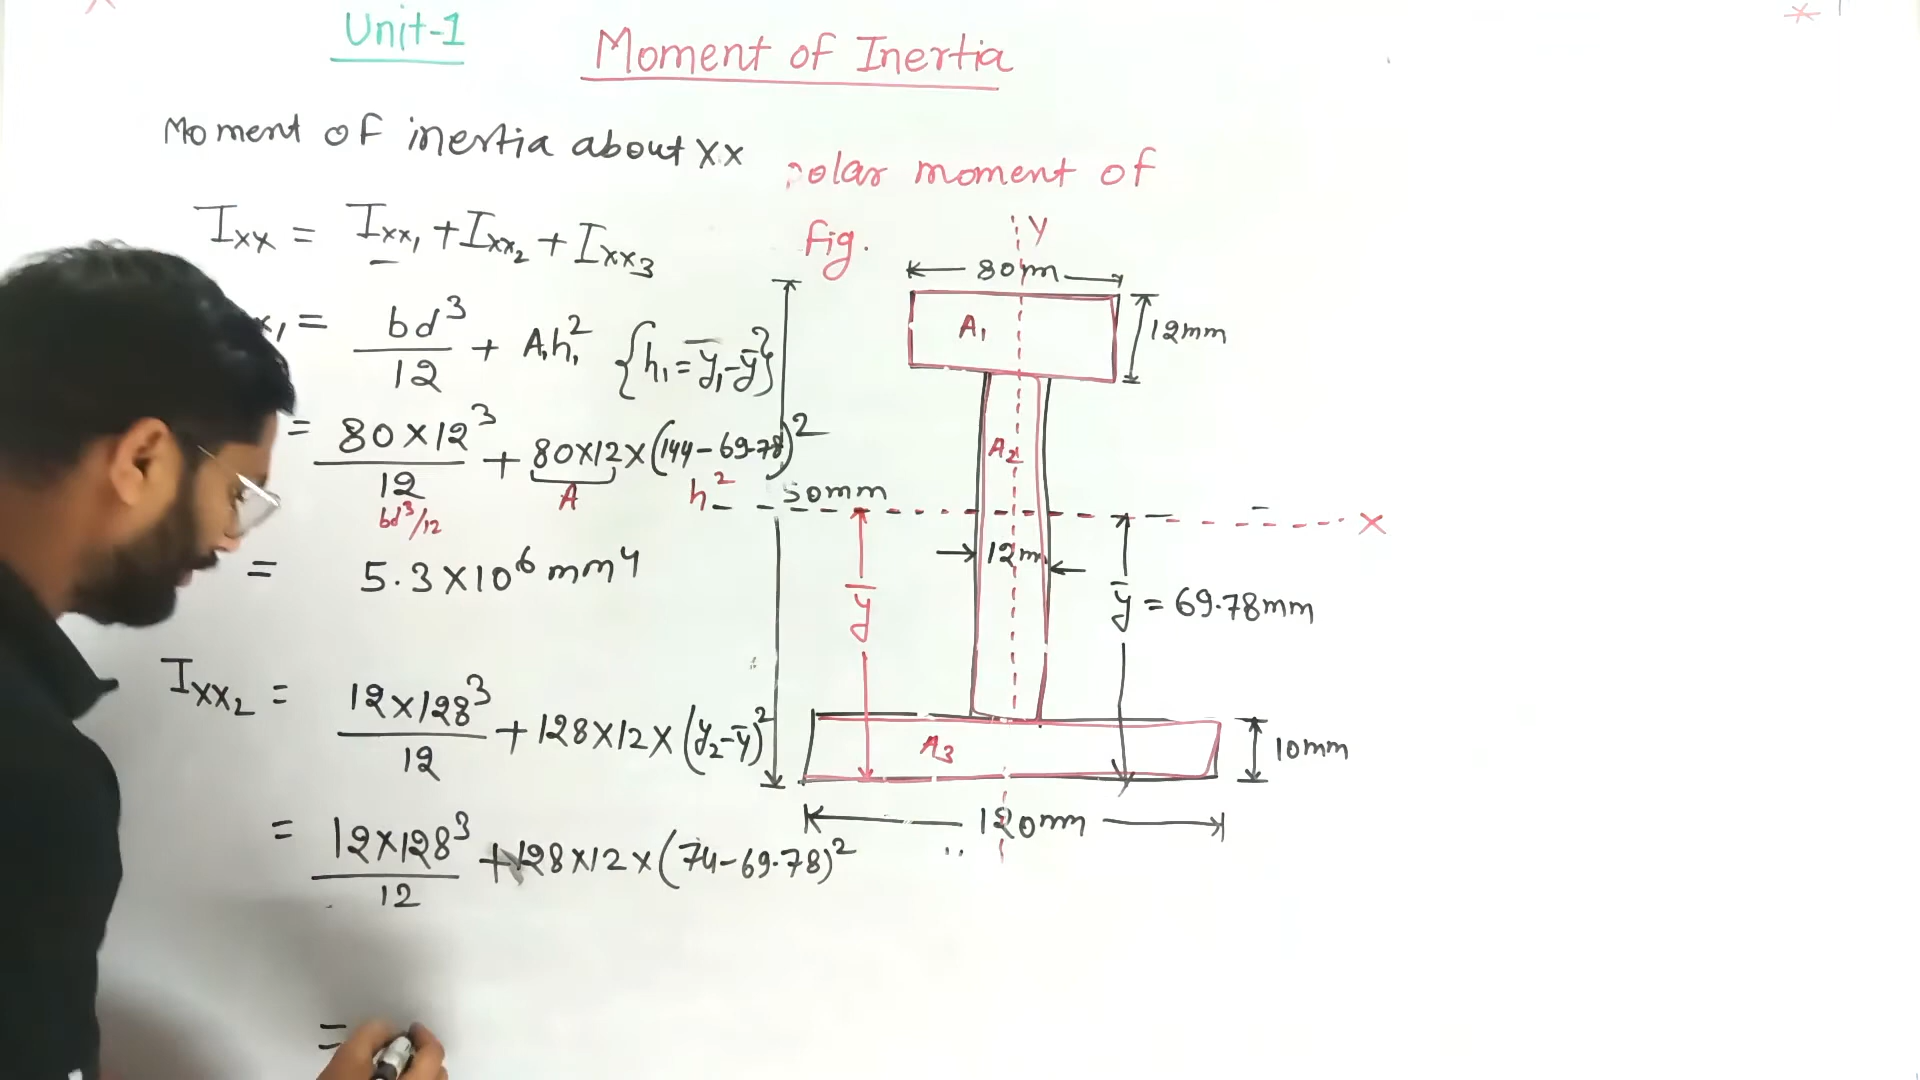 Unit-1
Moment of Inertia
Moment of inertia about XX
polar moment of
fig.
Ixx = Ixx₁ + Ixx₂ + Ixx₃
x₁ = bd³/12 + A₁h₁² {h₁ = ȳ₁ - ȳ}
= 80×12³/12 + 80×12×(144-69.78)²
bd³/12 A h²
= 5.3×10⁶ mm⁴
Ixx₂ = 12×128³/12 + 128×12×(y₂-ȳ)²
= 12×128³/12 + 128×12×(74-69.78)²
=
Y
80mm
A₁
12mm
A₂
50mm
X
12m
ȳ
ȳ = 69.78mm
A₃
10mm
120mm